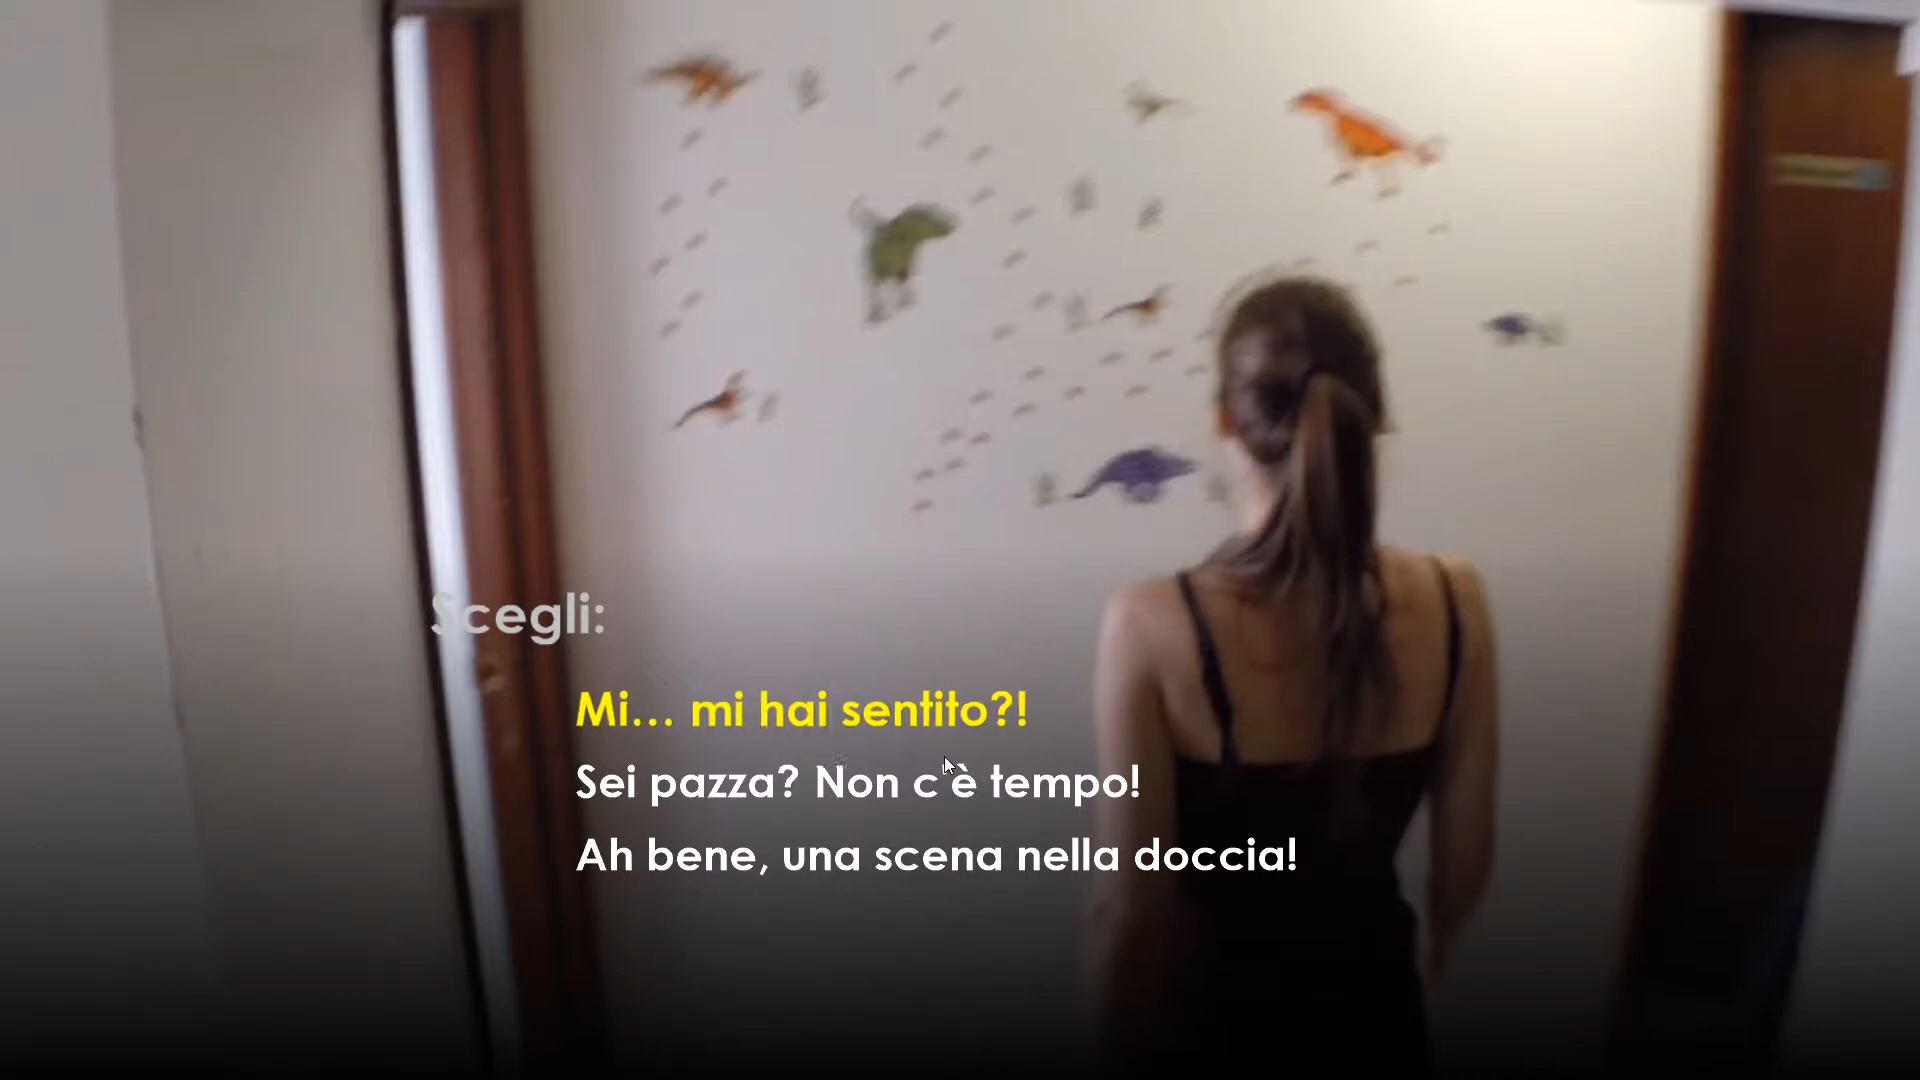 Scegli:
Mi... mi hai sentito?!
Sei pazza? Non c'è tempo!
Ah bene, una scena nella doccia!